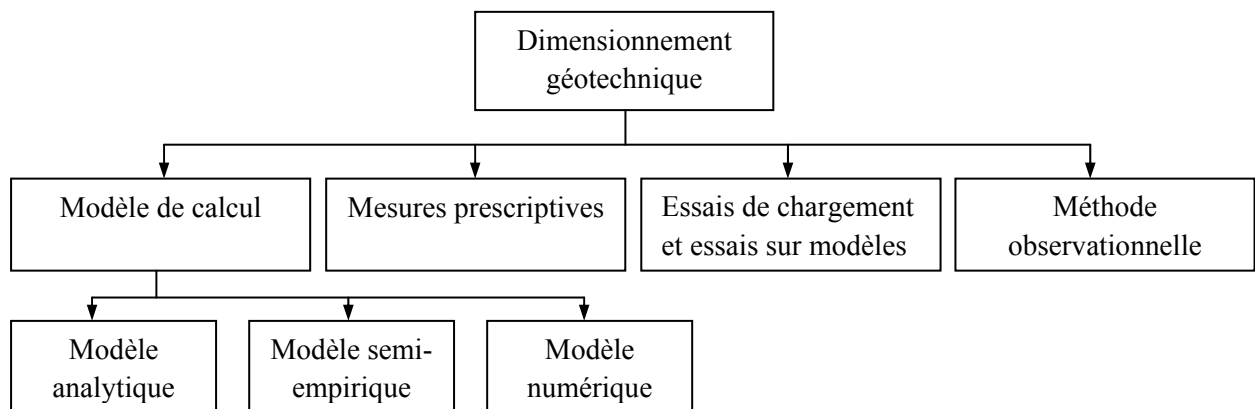 Dimensionnement
géotechnique
Modèle de calcul
Mesures prescriptives
Essais de chargement
et essais sur modèles
Méthode
observationnelle
Modèle
analytique
Modèle semi-
empirique
Modèle
numérique